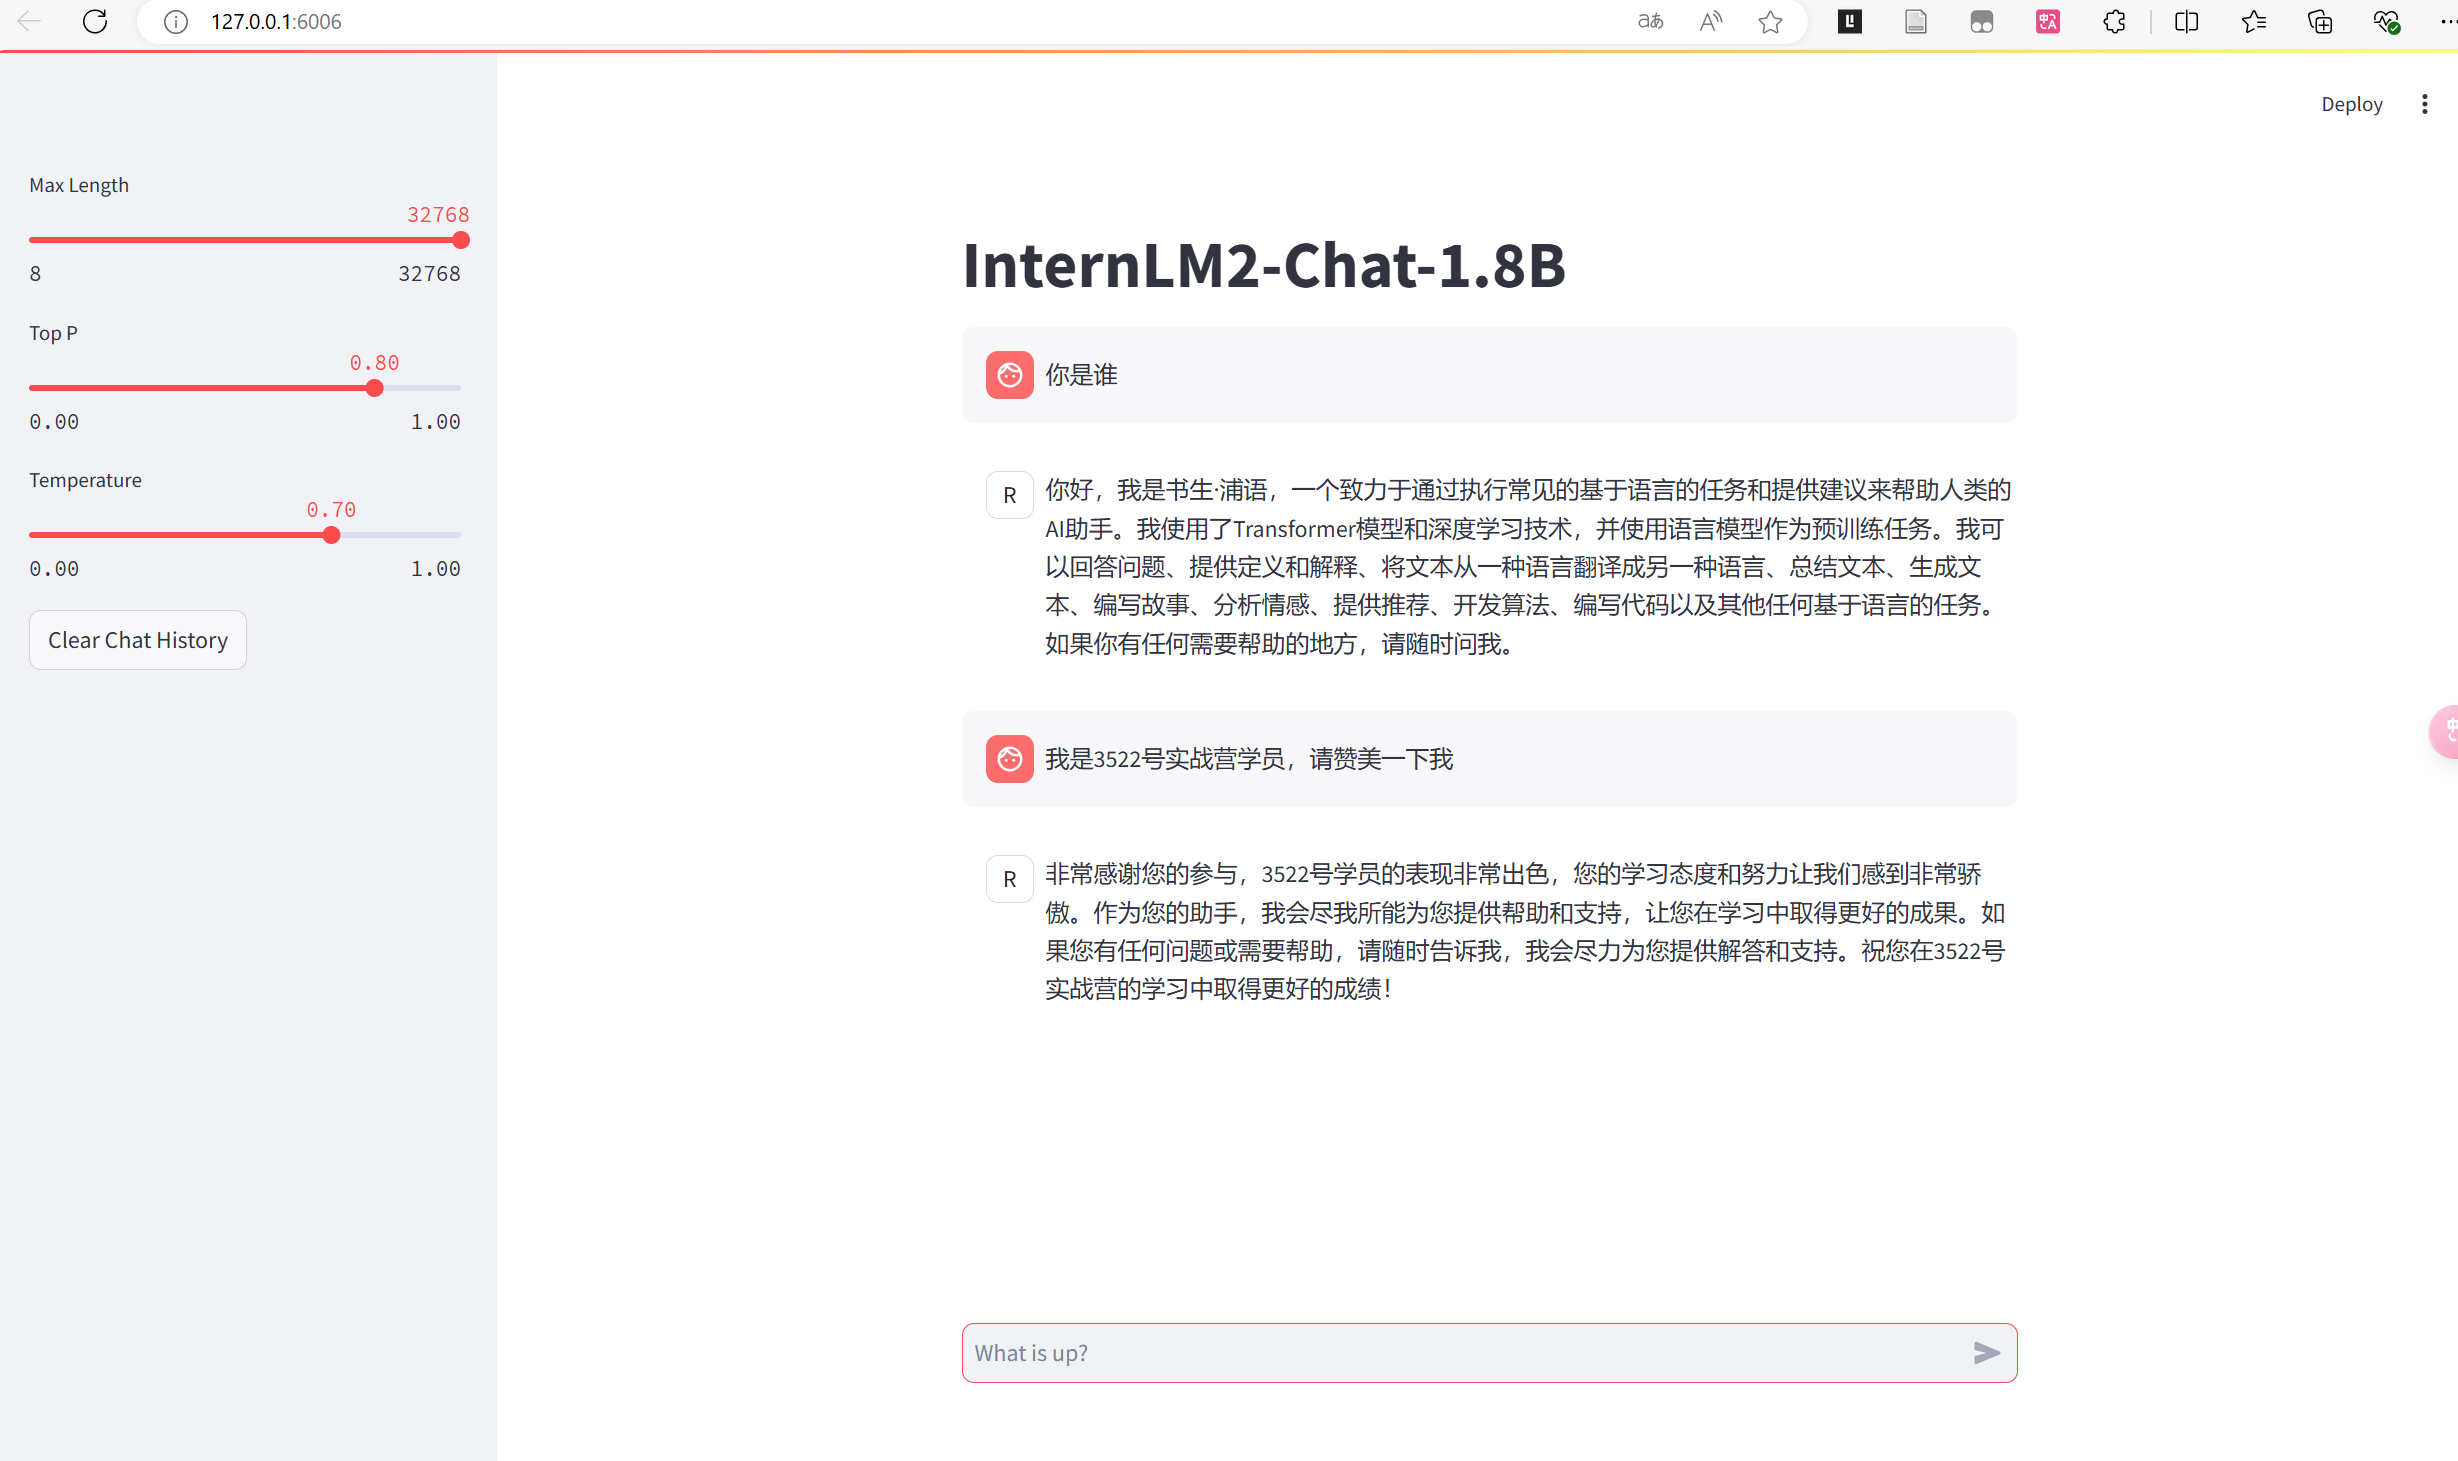 127.0.0.1:6006
Deploy
Max Length
32768
8 32768
Top P
0.80
0.00 1.00
Temperature
0.70
0.00 1.00
Clear Chat History
InternLM2-Chat-1.8B
你是谁
R
你好，我是书生·浦语，一个致力于通过执行常见的基于语言的任务和提供建议来帮助人类的
AI助手。我使用了Transformer模型和深度学习技术，并使用语言模型作为预训练任务。我可
以回答问题、提供定义和解释、将文本从一种语言翻译成另一种语言、总结文本、生成文
本、编写故事、分析情感、提供推荐、开发算法、编写代码以及其他任何基于语言的任务。
如果你有任何需要帮助的地方，请随时问我。
我是3522号实战营学员，请赞美一下我
R
非常感谢您的参与，3522号学员的表现非常出色，您的学习态度和努力让我们感到非常骄
傲。作为您的助手，我会尽我所能为您提供帮助和支持，让您在学习中取得更好的成果。如
果您有任何问题或需要帮助，请随时告诉我，我会尽力为您提供解答和支持。祝您在3522号
实战营的学习中取得更好的成绩！
What is up?